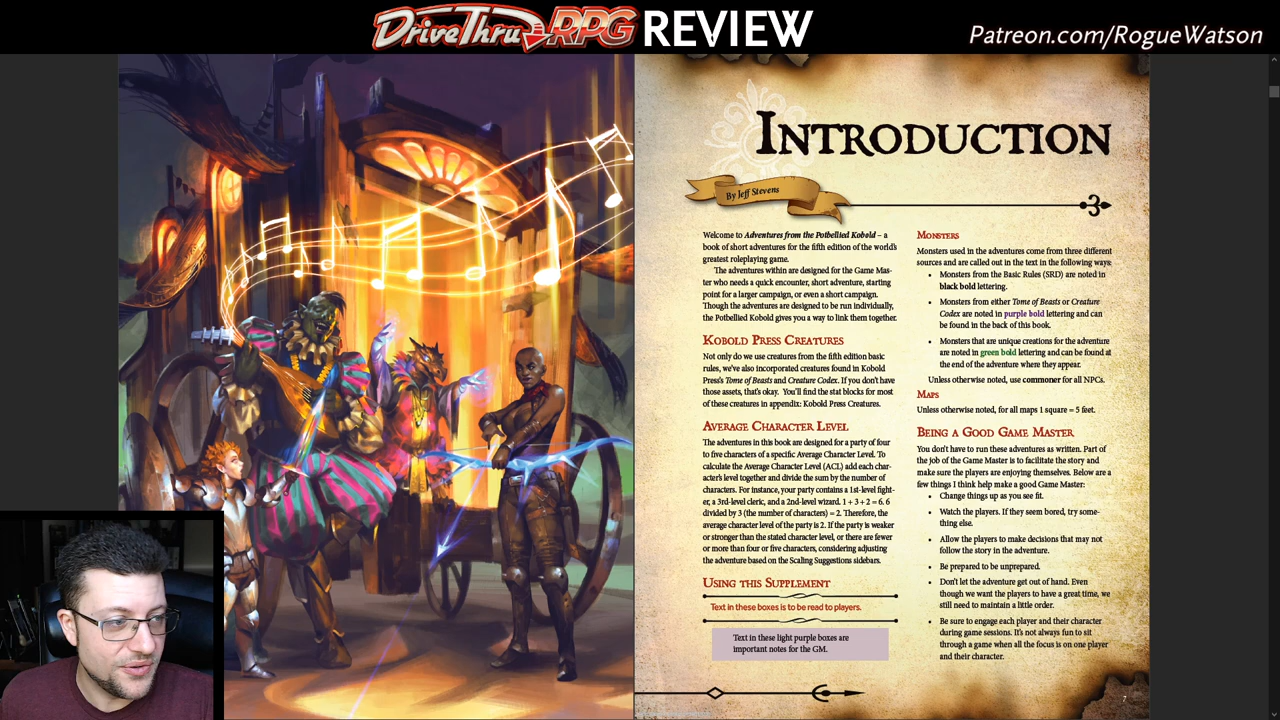 DriveThruRPG REVIEW
Patreon.com/RogueWatson
INTRODUCTION
By Jeff Stevens
Welcome to Adventures from the Potbellied Kobold – a
book of short adventures for the fifth edition of the world's
greatest roleplaying game.
The adventures within are designed for the Game Mas-
ter who needs a quick encounter, short adventure, starting
point for a larger campaign, or even a short campaign.
Though the adventures are designed to be run individually,
the Potbellied Kobold gives you a way to link them together.
KOBOLD PRESS CREATURES
Not only do we use creatures from the fifth edition basic
rules, we've also incorporated creatures found in Kobold
Press's Tome of Beasts and Creature Codex. If you don't have
those assets, that's okay. You'll find the stat blocks for most
of these creatures in appendix: Kobold Press Creatures.
AVERAGE CHARACTER LEVEL
The adventures in this book are designed for a party of four
to five characters of a specific Average Character Level. To
calculate the Average Character Level (ACL) add each char-
acter's level together and divide the sum by the number of
characters. For instance, your party contains a 1st-level fight-
er, a 3rd-level cleric, and a 2nd-level wizard. 1 + 3 + 2 = 6. 6
divided by 3 (the number of characters) = 2. Therefore, the
average character level of the party is 2. If the party is weaker
or stronger than the stated character level, or there are fewer
or more than four or five characters, considering adjusting
the adventure based on the Scaling Suggestions sidebars.
USING THIS SUPPLEMENT
Text in these boxes is to be read to players.
Text in these light purple boxes are
important notes for the GM.
MONSTERS
Monsters used in the adventures come from three different
sources and are called out in the text in the following ways:
• Monsters from the Basic Rules (SRD) are noted in
black bold lettering.
• Monsters from either Tome of Beasts or Creature
Codex are noted in purple bold lettering and can
be found in the back of this book.
• Monsters that are unique creations for the adventure
are noted in green bold lettering and can be found at
the end of the adventure where they appear.
Unless otherwise noted, use commoner for all NPCs.
MAPS
Unless otherwise noted, for all maps 1 square = 5 feet.
BEING A GOOD GAME MASTER
You don't have to run these adventures as written. Part of
the job of the Game Master is to facilitate the story and
make sure the players are enjoying themselves. Below are a
few things I think help make a good Game Master:
• Change things up as you see fit.
• Watch the players. If they seem bored, try some-
thing else.
• Allow the players to make decisions that may not
follow the story in the adventure.
• Be prepared to be unprepared.
• Don't let the adventure get out of hand. Even
though we want the players to have a great time, we
still need to maintain a little order.
• Be sure to engage each player and their character
during game sessions. It's not always fun to sit
through a game when all the focus is on one player
and their character.
7